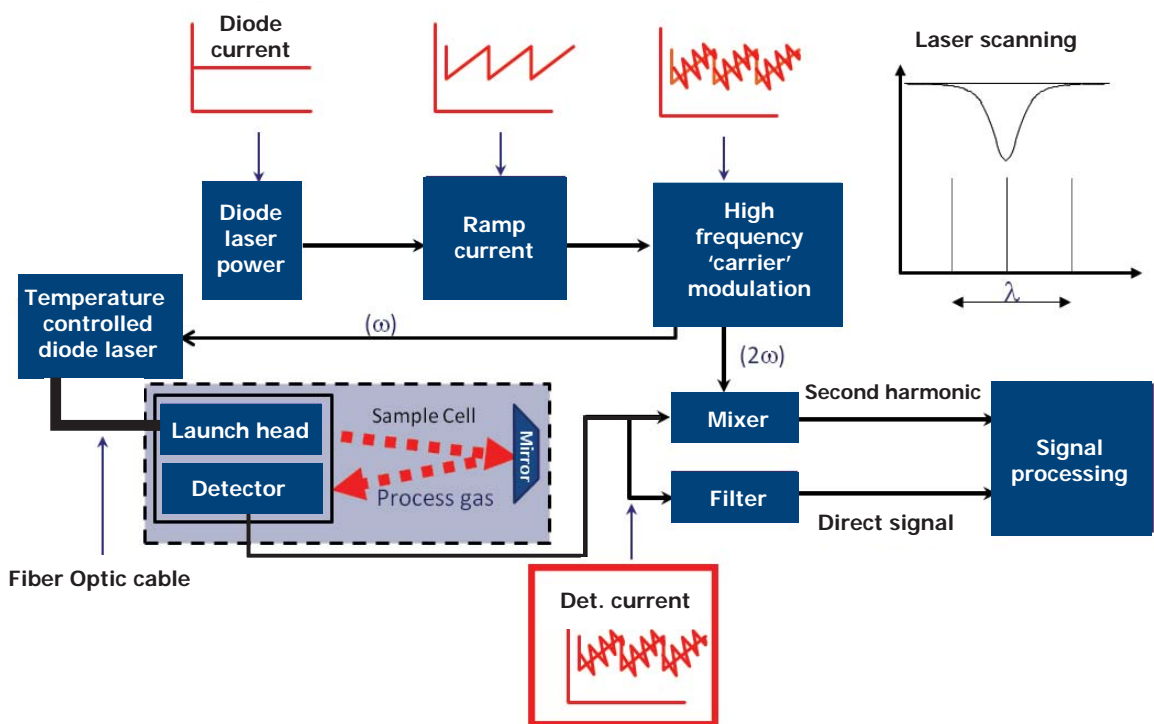 Diode
current
Laser scanning
Diode
laser
power
Ramp
current
High
frequency
‘carrier’
modulation
λ
Temperature
controlled
diode laser
(ω)
(2ω)
Launch head
Detector
Sample Cell
Process gas
Mirror
Mixer
Filter
Second harmonic
Direct signal
Signal
processing
Fiber Optic cable
Det. current